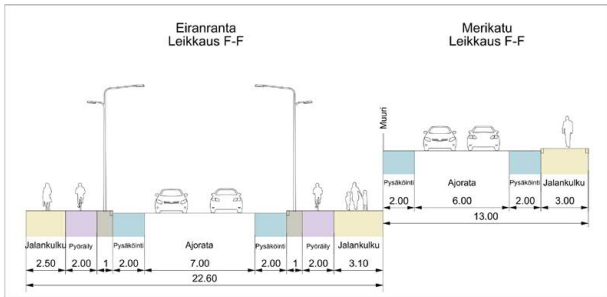 Eiranranta
Leikkaus F-F
Merikatu
Leikkaus F-F
Muuri
Pysäköinti Ajorata Pysäköinti Jalankulku
2.00 6.00 2.00 3.00
13.00
Jalankulku Pyöräily Pysäköinti Ajorata Pysäköinti Pyöräily Jalankulku
2.50 2.00 1 2.00 7.00 2.00 1 2.00 3.10
22.60